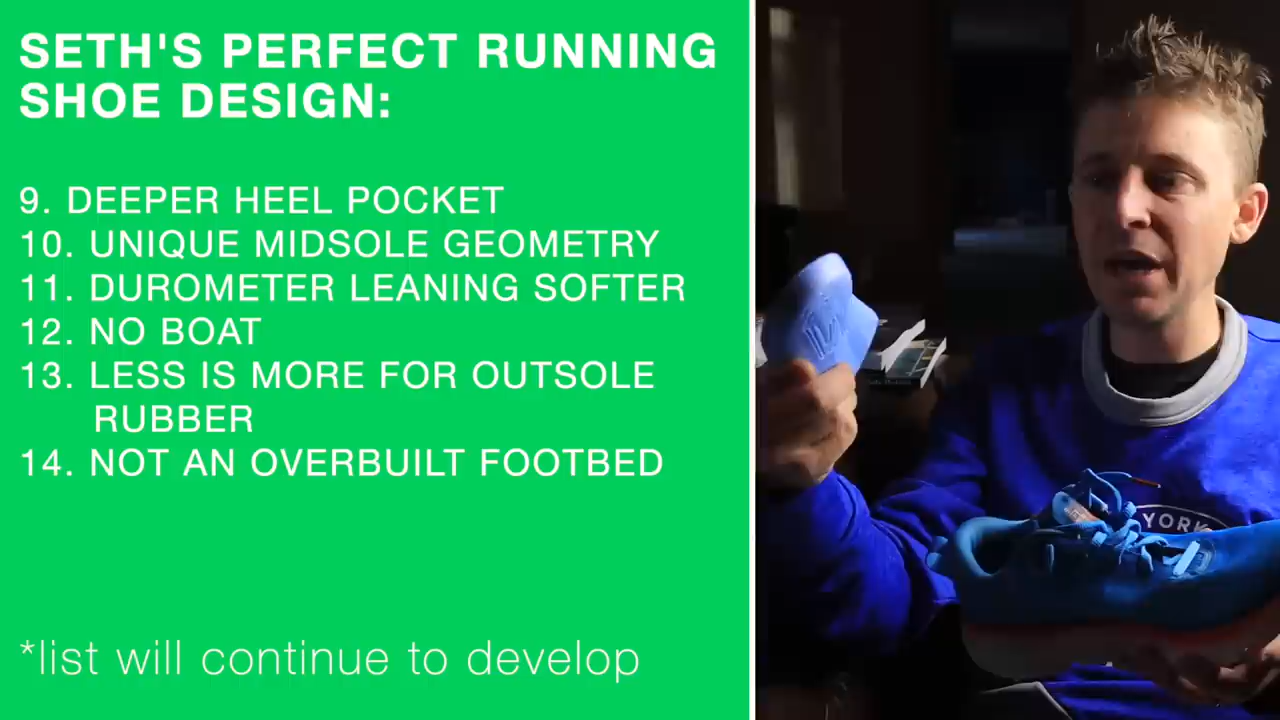 SETH'S PERFECT RUNNING
SHOE DESIGN:
9. DEEPER HEEL POCKET
10. UNIQUE MIDSOLE GEOMETRY
11. DUROMETER LEANING SOFTER
12. NO BOAT
13. LESS IS MORE FOR OUTSOLE
RUBBER
14. NOT AN OVERBUILT FOOTBED
*list will continue to develop
YORK